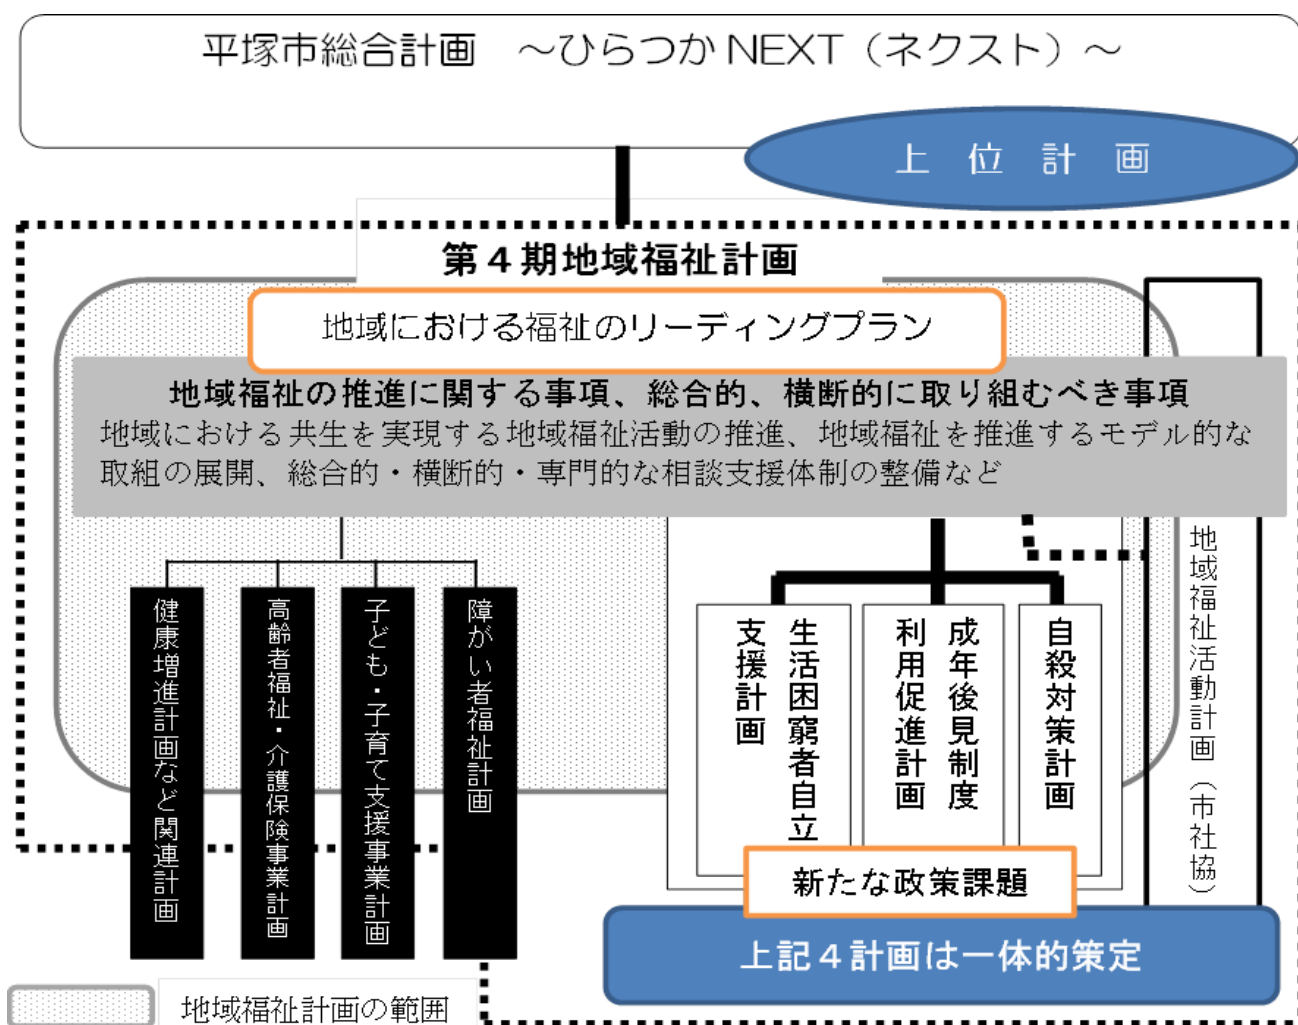 平塚市総合計画　～ひらつか NEXT（ネクスト）～
上位計画
第４期地域福祉計画
地域における福祉のリーディングプラン
地域福祉の推進に関する事項、総合的、横断的に取り組むべき事項
地域における共生を実現する地域福祉活動の推進、地域福祉を推進するモデル的な
取組の展開、総合的・横断的・専門的な相談支援体制の整備など
健康増進計画など関連計画
高齢者福祉・介護保険事業計画
子ども・子育て支援事業計画
障がい者福祉計画
生活困窮者自立
支援計画
成年後見制度
利用促進計画
自殺対策計画
地域福祉活動計画（市社協）
新たな政策課題
上記４計画は一体的策定
地域福祉計画の範囲